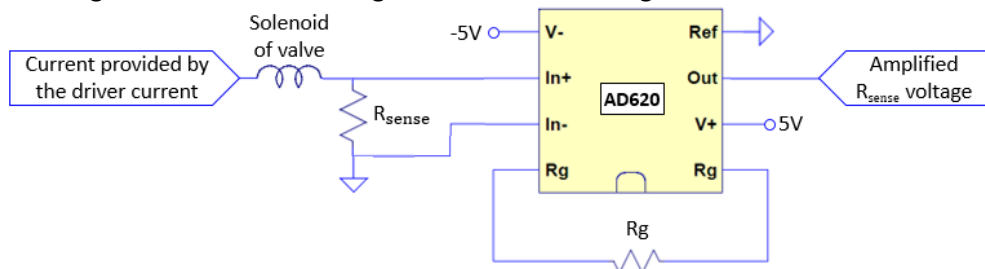 Solenoid
of valve
Current provided by
the driver current
Rsense
-5V
V-
In+
In-
Rg
AD620
Ref
Out
V+
Rg
5V
Amplified
Rsense voltage
Rg